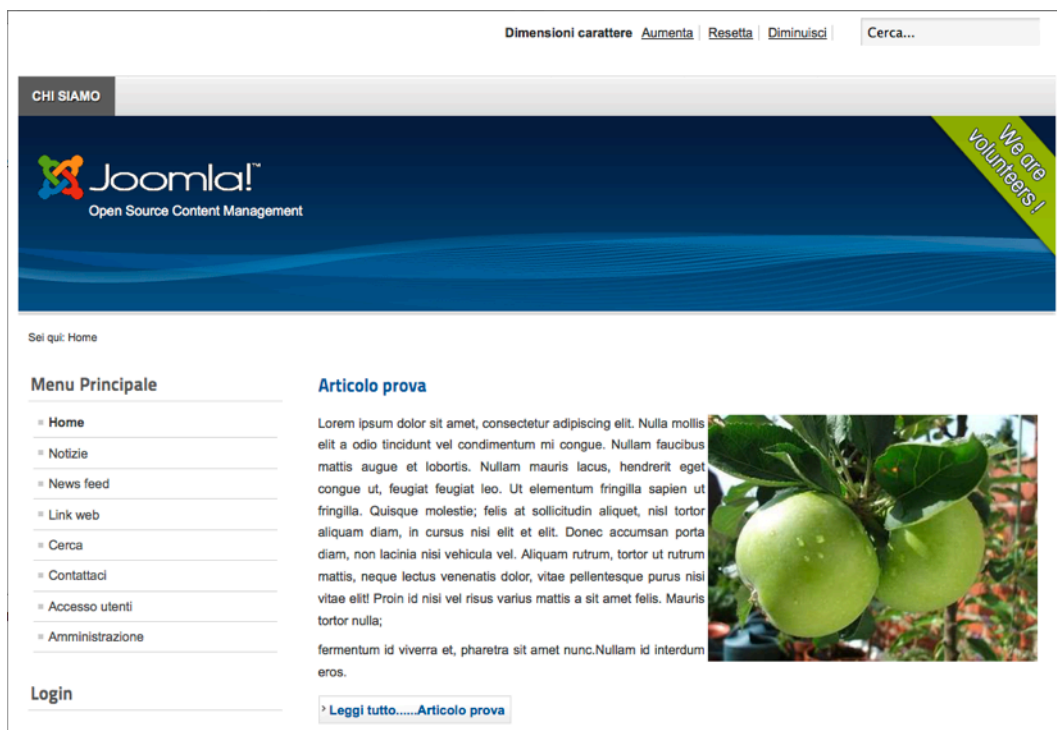 Dimensioni carattere Aumenta Resetta Diminuisci Cerca...
CHI SIAMO
We are
volunteers!
Joomla!™
Open Source Content Management
Sei qui: Home
Menu Principale
Home
Notizie
News feed
Link web
Cerca
Contattaci
Accesso utenti
Amministrazione
Login
Articolo prova
Lorem ipsum dolor sit amet, consectetur adipiscing elit. Nulla mollis
elit a odio tincidunt vel condimentum mi congue. Nullam faucibus
mattis augue et lobortis. Nullam mauris lacus, hendrerit eget
congue ut, feugiat feugiat leo. Ut elementum fringilla sapien ut
fringilla. Quisque molestie; felis at sollicitudin aliquet, nisl tortor
aliquam diam, in cursus nisi elit et elit. Donec accumsan porta
diam, non lacinia nisi vehicula vel. Aliquam rutrum, tortor ut rutrum
mattis, neque lectus venenatis dolor, vitae pellentesque purus nisi
vitae elit! Proin id nisi vel risus varius mattis a sit amet felis. Mauris
tortor nulla;
fermentum id viverra et, pharetra sit amet nunc.Nullam id interdum
eros.
Leggi tutto......Articolo prova